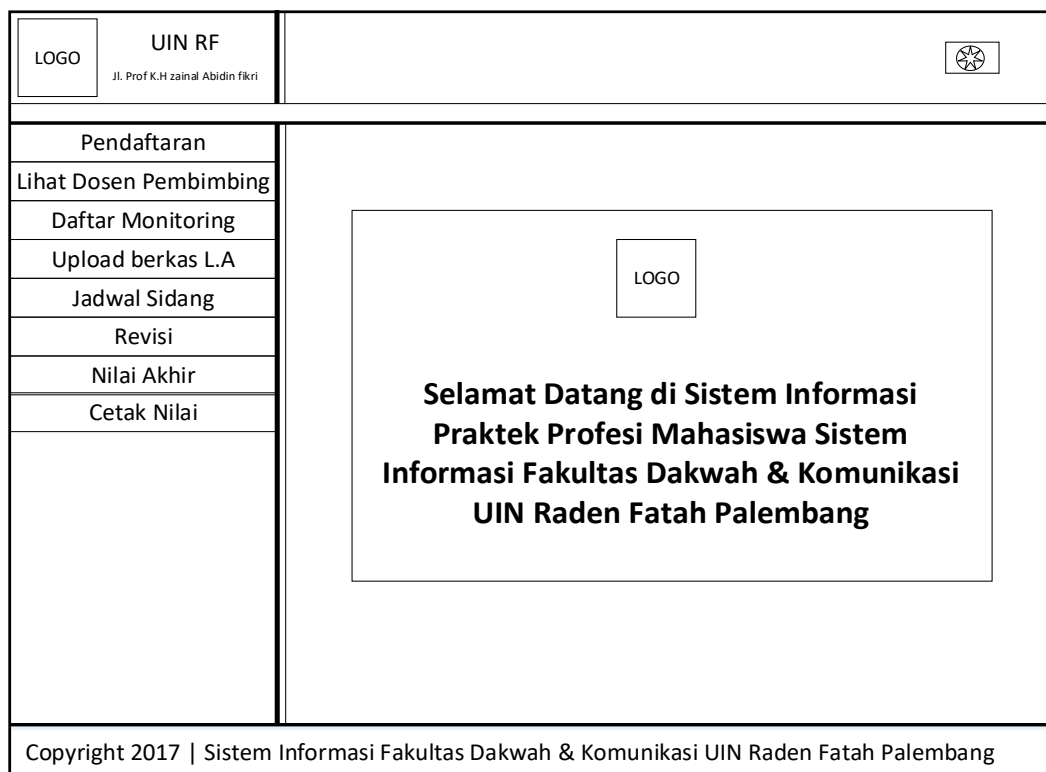 LOGO
UIN RF
Jl. Prof K.H zainal Abidin fikri
Pendaftaran
Lihat Dosen Pembimbing
Daftar Monitoring
Upload berkas L.A
Jadwal Sidang
Revisi
Nilai Akhir
Cetak Nilai
LOGO
Selamat Datang di Sistem Informasi
Praktek Profesi Mahasiswa Sistem
Informasi Fakultas Dakwah & Komunikasi
UIN Raden Fatah Palembang
Copyright 2017 | Sistem Informasi Fakultas Dakwah & Komunikasi UIN Raden Fatah Palembang